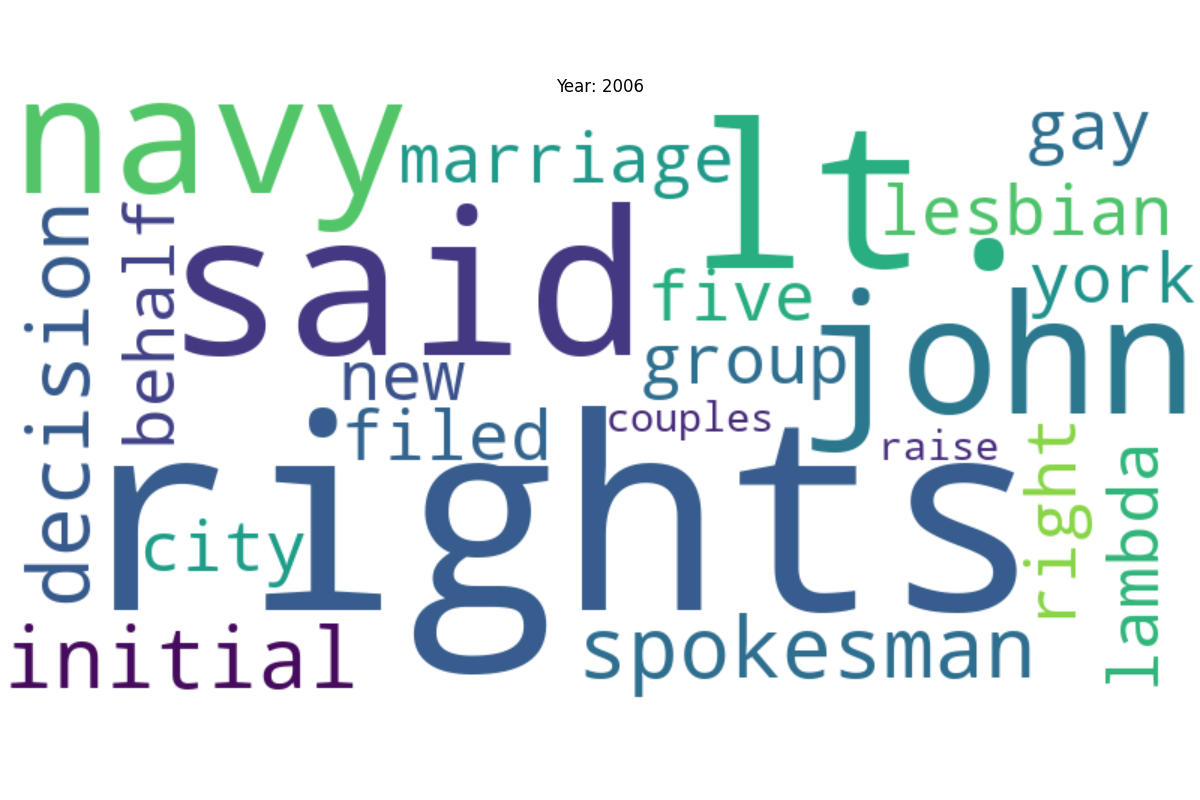 Year: 2006
navy
marriage
lt.
gay
lesbian
decision
behalf
said
five
york
john
new
group
filed
couples
raise
rights
city
right
lambda
initial
spokesman